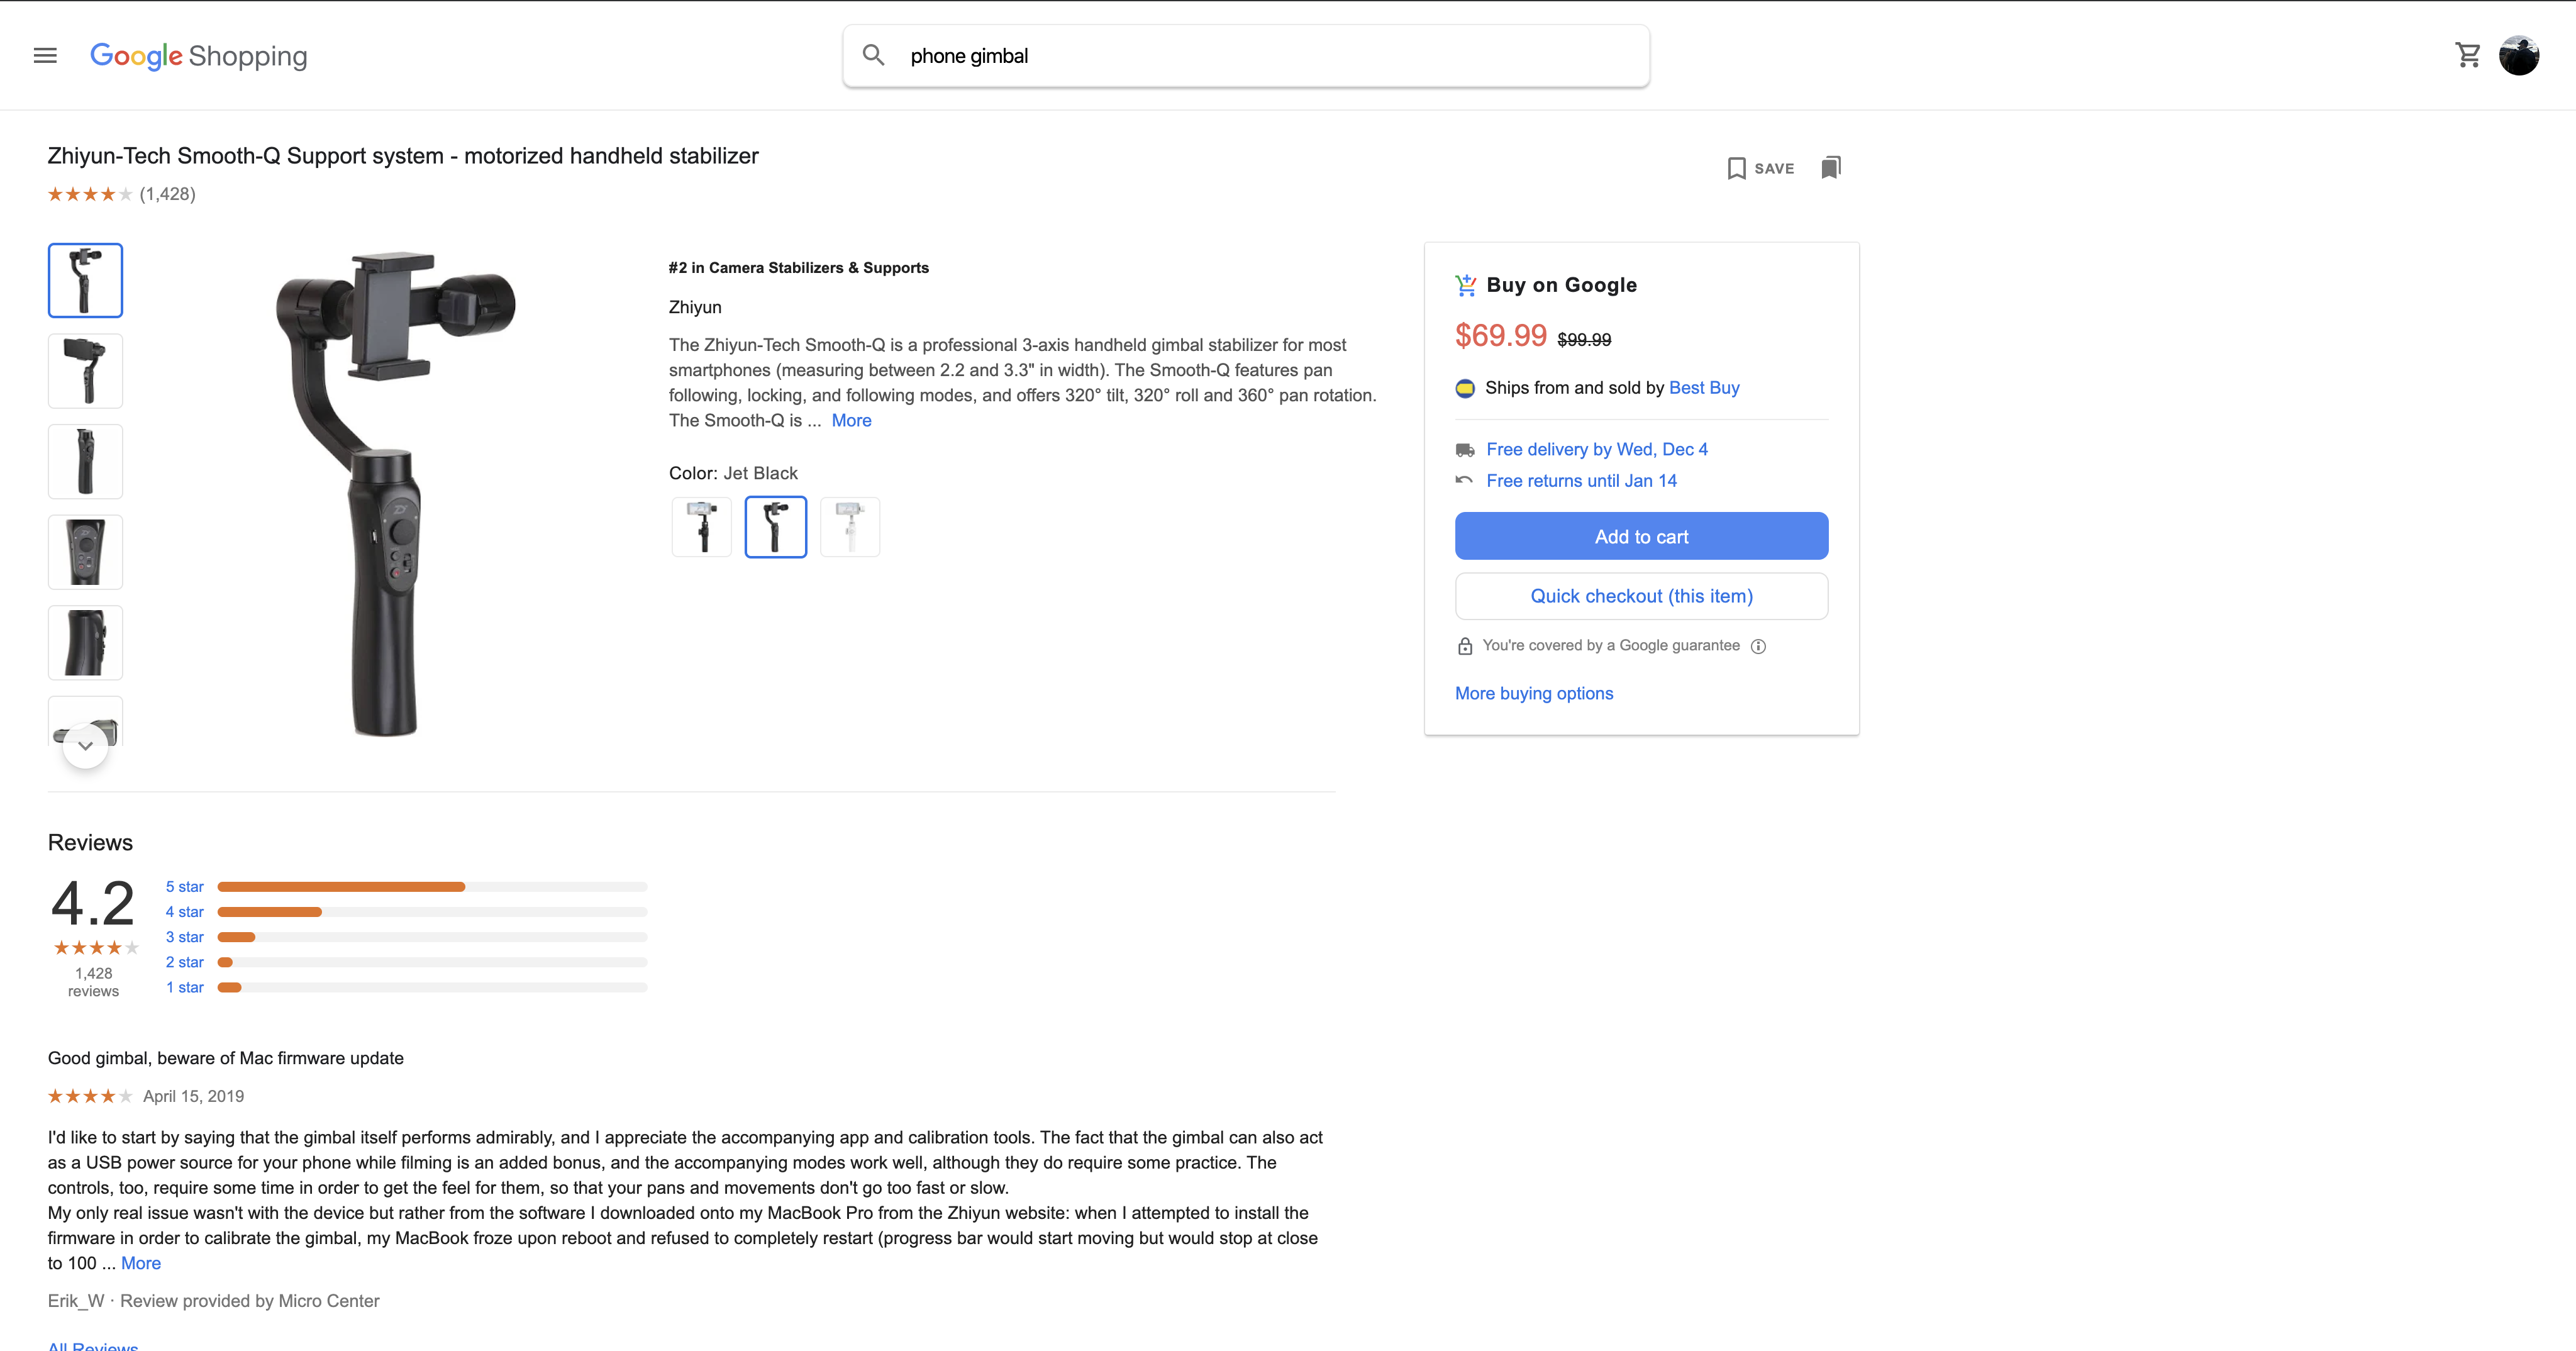 Google Shopping
phone gimbal
Zhiyun-Tech Smooth-Q Support system - motorized handheld stabilizer
(1,428)
SAVE
#2 in Camera Stabilizers & Supports
Zhiyun
The Zhiyun-Tech Smooth-Q is a professional 3-axis handheld gimbal stabilizer for most
smartphones (measuring between 2.2 and 3.3" in width). The Smooth-Q features pan
following, locking, and following modes, and offers 320° tilt, 320° roll and 360° pan rotation.
The Smooth-Q is ... More
Color: Jet Black
Buy on Google
$69.99 $99.99
Ships from and sold by Best Buy
Free delivery by Wed, Dec 4
Free returns until Jan 14
Add to cart
Quick checkout (this item)
You're covered by a Google guarantee
More buying options
Reviews
4.2
1,428
reviews
5 star
4 star
3 star
2 star
1 star
Good gimbal, beware of Mac firmware update
April 15, 2019
I'd like to start by saying that the gimbal itself performs admirably, and I appreciate the accompanying app and calibration tools. The fact that the gimbal can also act
as a USB power source for your phone while filming is an added bonus, and the accompanying modes work well, although they do require some practice. The
controls, too, require some time in order to get the feel for them, so that your pans and movements don't go too fast or slow.
My only real issue wasn't with the device but rather from the software I downloaded onto my MacBook Pro from the Zhiyun website: when I attempted to install the
firmware in order to calibrate the gimbal, my MacBook froze upon reboot and refused to completely restart (progress bar would start moving but would stop at close
to 100 ... More
Erik_W · Review provided by Micro Center
All Reviews